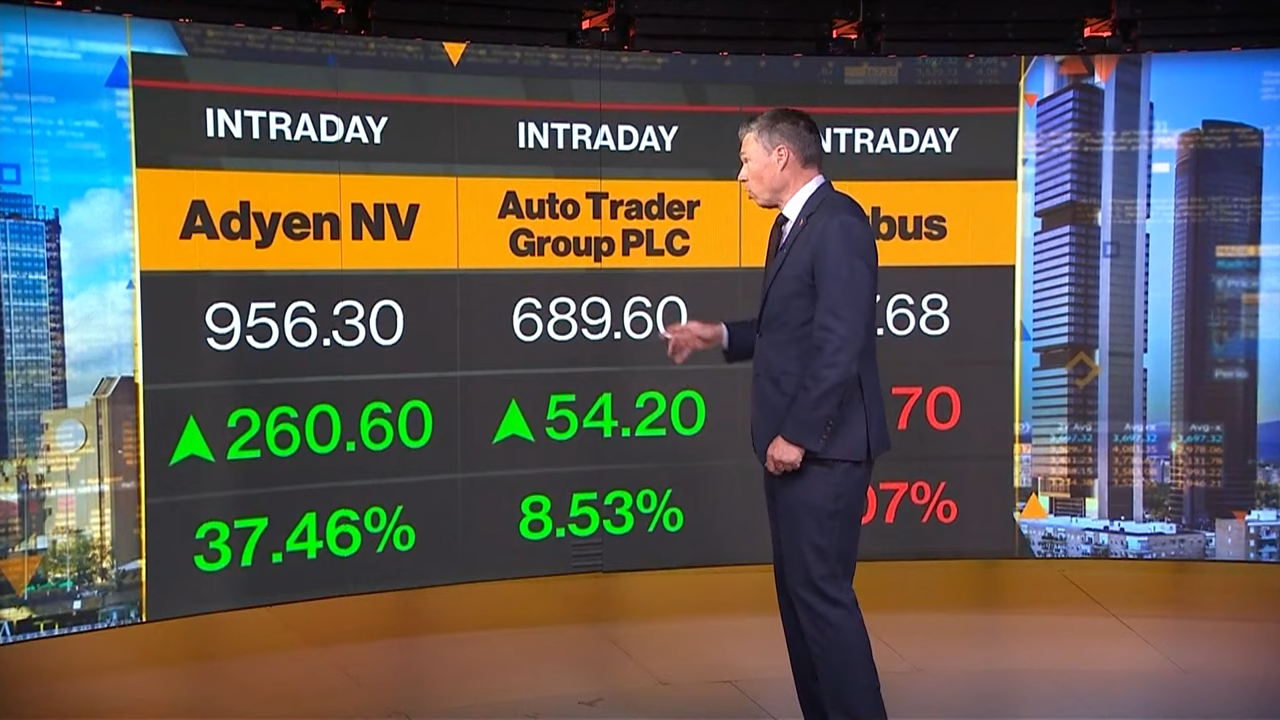 INTRADAY
INTRADAY
NTRADAY
Adyen NV
Auto Trader
Group PLC
bus
956.30
689.60
.68
260.60
54.20
70
37.46%
8.53%
07%